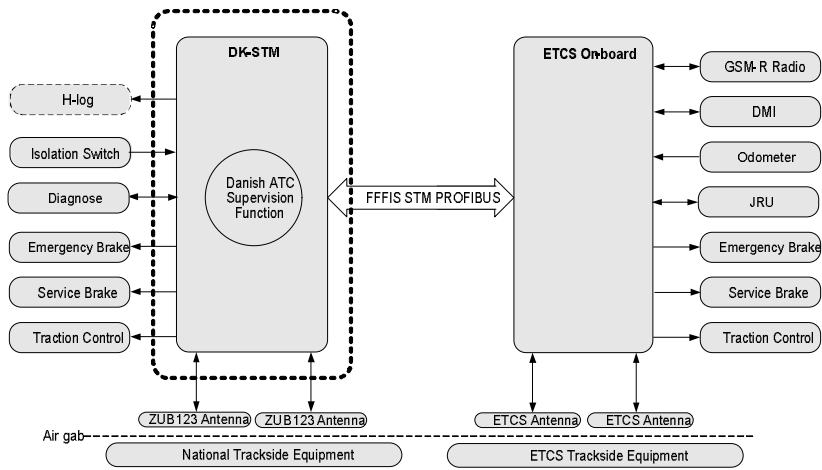 DK-STM
ETCS On-board
H-log
Isolation Switch
Diagnose
Emergency Brake
Service Brake
Traction Control
Danish ATC
Supervision
Function
FFFIS STM PROFIBUS
GSM-R Radio
DMI
Odometer
JRU
Emergency Brake
Service Brake
Traction Control
ZUB123 Antenna
ZUB123 Antenna
ETCS Antenna
ETCS Antenna
Air gab
National Trackside Equipment
ETCS Trackside Equipment